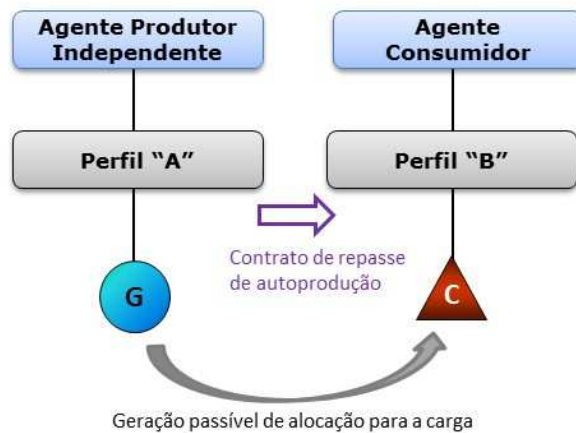 Agente Produtor
Independente
Agente
Consumidor
Perfil “A”
Perfil “B”
Contrato de repasse
de autoprodução
G
C
Geração passível de alocação para a carga